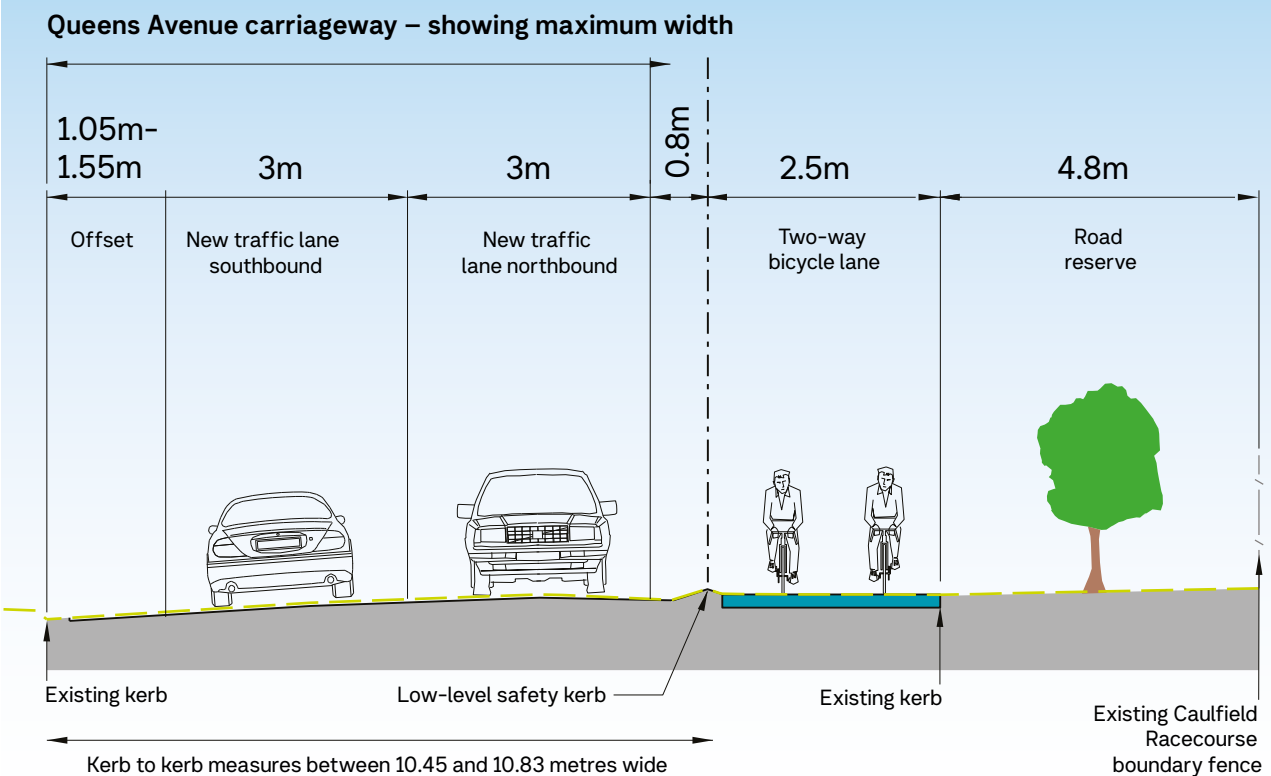 Queens Avenue carriageway – showing maximum width
1.05m-
1.55m
3m
3m
0.8m
2.5m
4.8m
Offset
New traffic lane
southbound
New traffic
lane northbound
Two-way
bicycle lane
Road
reserve
Existing kerb
Low-level safety kerb
Existing kerb
Existing Caulfield
Racecourse
boundary fence
Kerb to kerb measures between 10.45 and 10.83 metres wide